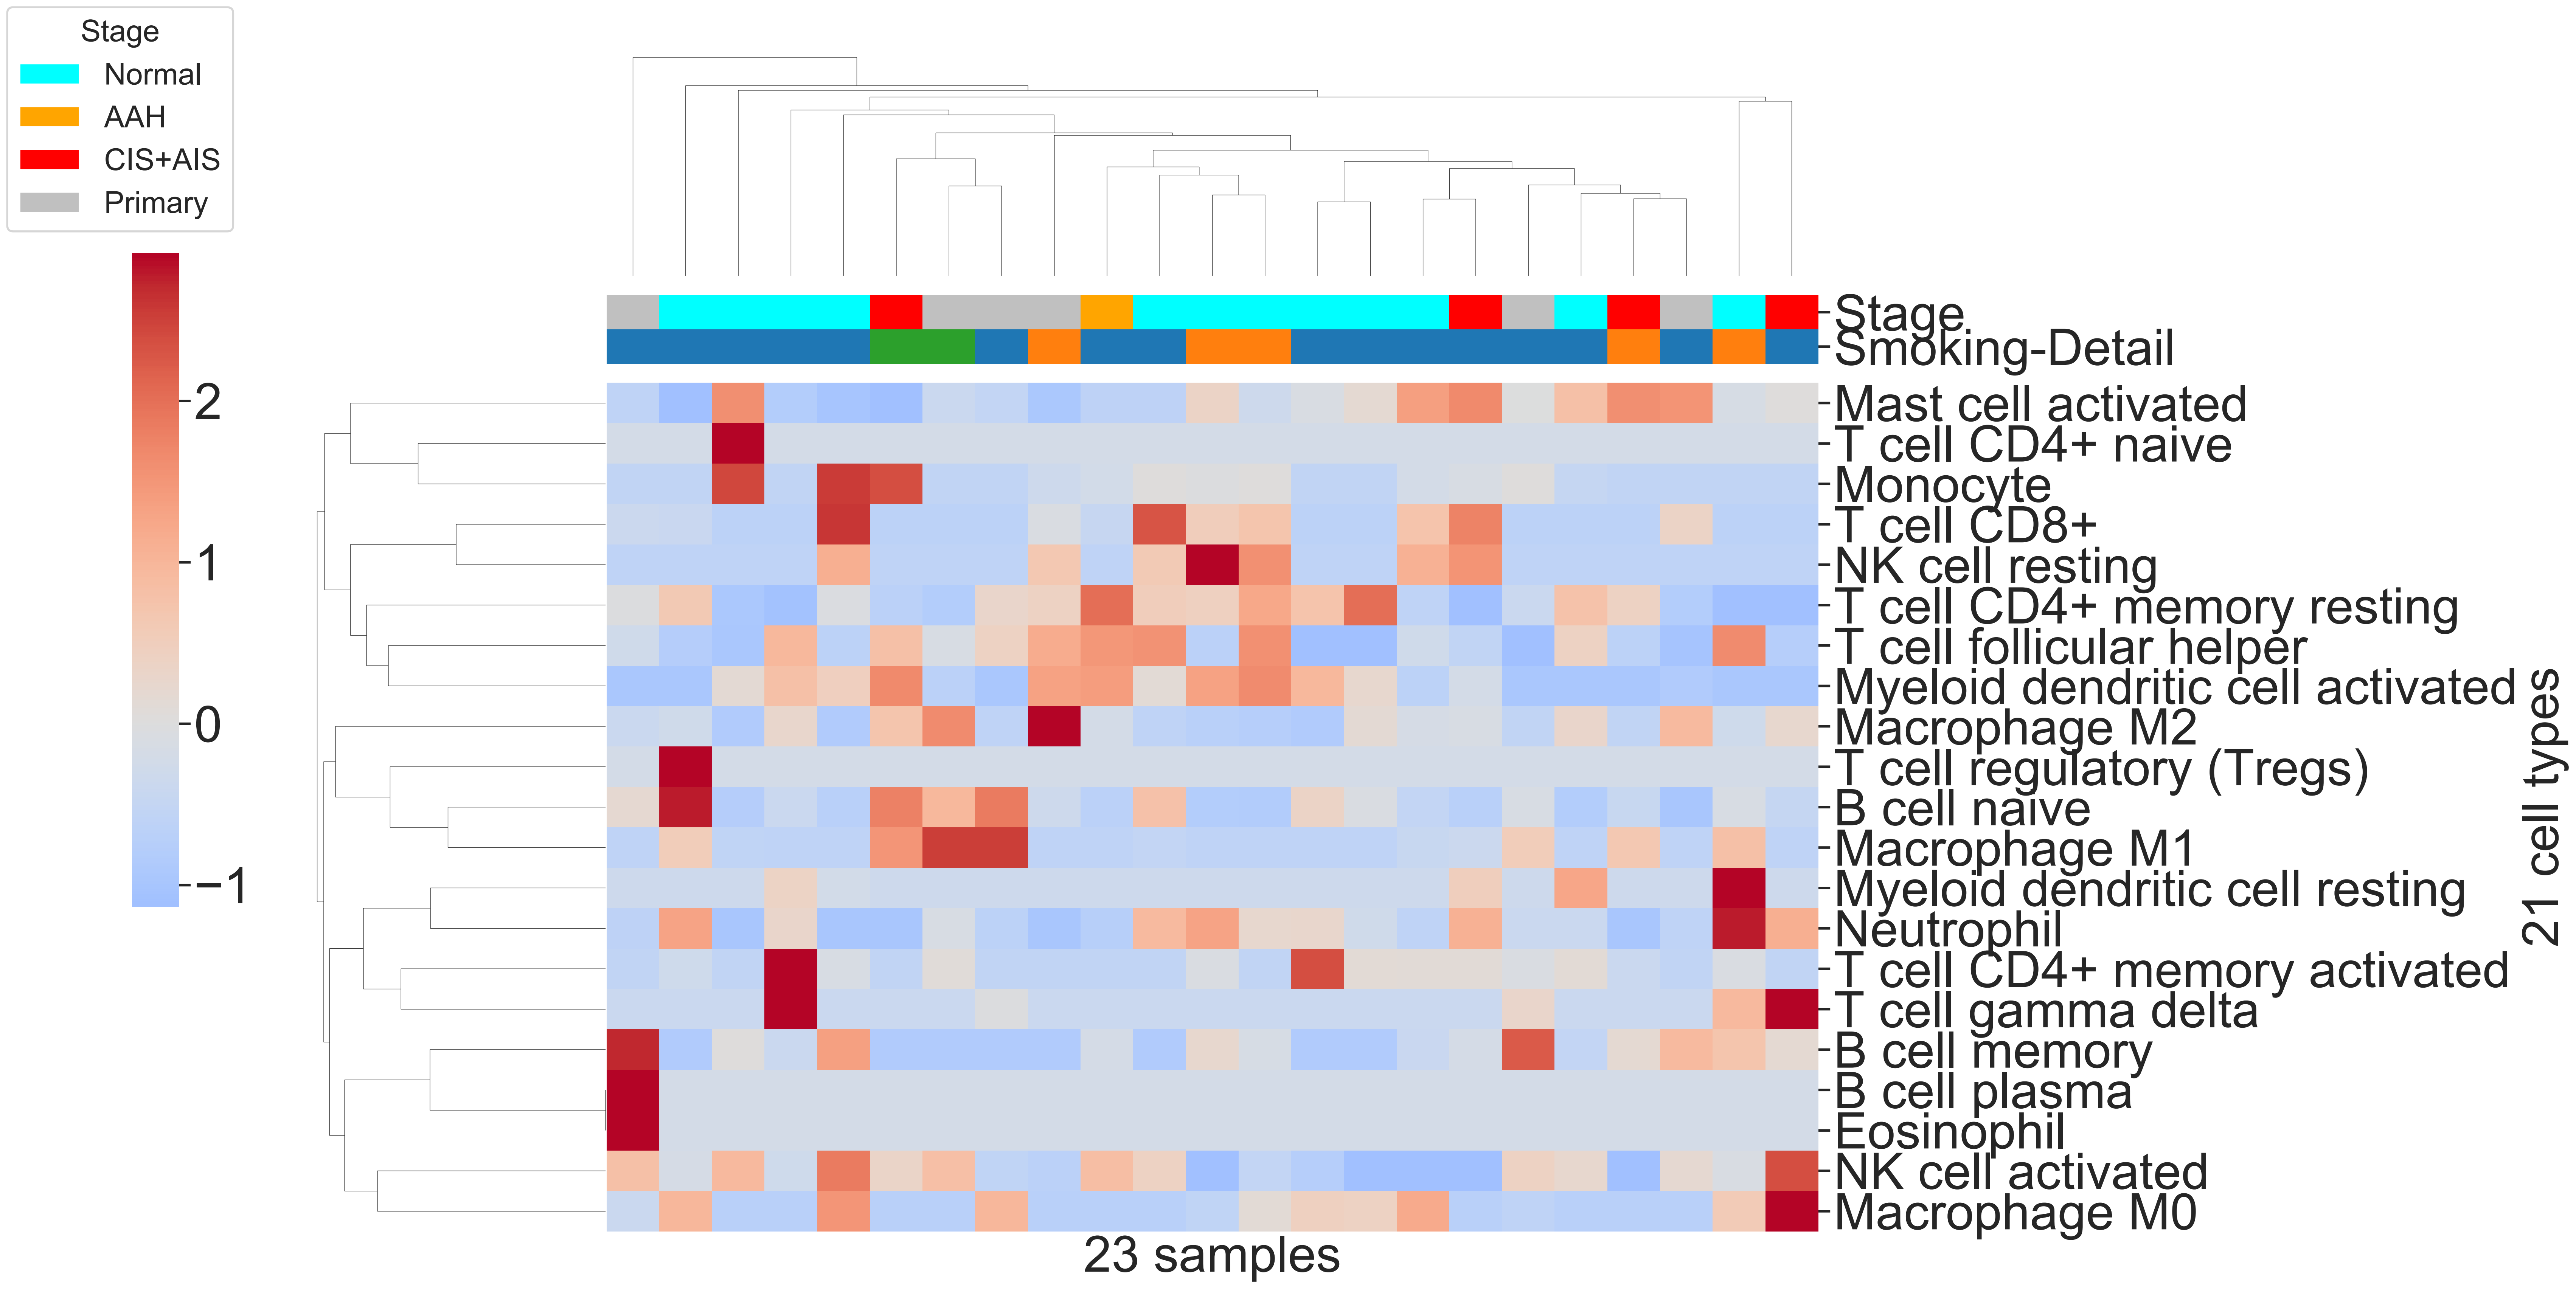 Stage
Normal
AAH
CIS+AIS
Primary
2
1
0
−1
Stage
Smoking-Detail
Mast cell activated
T cell CD4+ naive
Monocyte
T cell CD8+
NK cell resting
T cell CD4+ memory resting
T cell follicular helper
Myeloid dendritic cell activated
Macrophage M2
T cell regulatory (Tregs)
B cell naive
Macrophage M1
Myeloid dendritic cell resting
Neutrophil
T cell CD4+ memory activated
T cell gamma delta
B cell memory
B cell plasma
Eosinophil
NK cell activated
Macrophage M0
21 cell types
23 samples